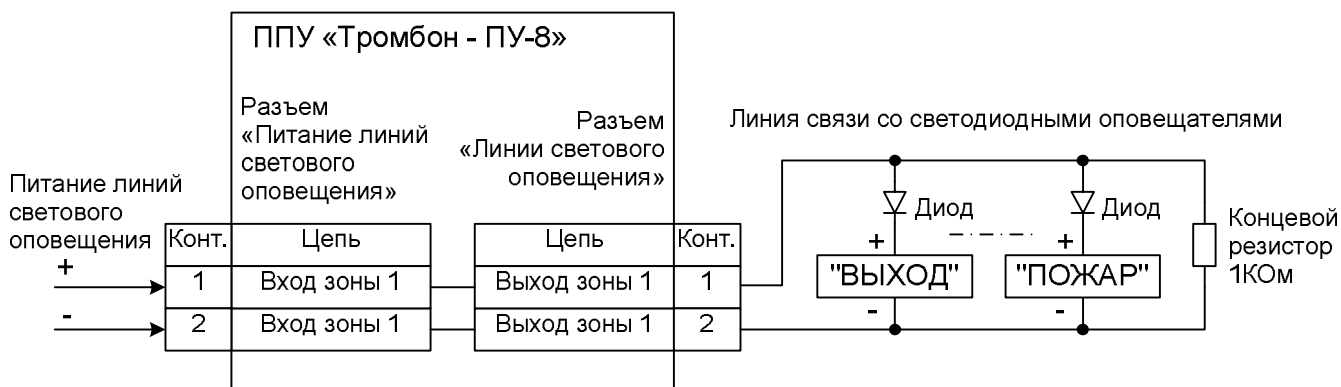 ППУ «Тромбон - ПУ-8»
Разъем
«Питание линий
светового
оповещения»
Разъем
«Линии светового
оповещения»
Линия связи со светодиодными оповещателями
Питание линий
светового
оповещения
+
-
Конт. Цепь
1 Вход зоны 1
2 Вход зоны 1
Цепь Конт.
Выход зоны 1 1
Выход зоны 1 2
Диод
+
"ВЫХОД"
-
Диод
+
"ПОЖАР"
-
Концевой
резистор
1КОм